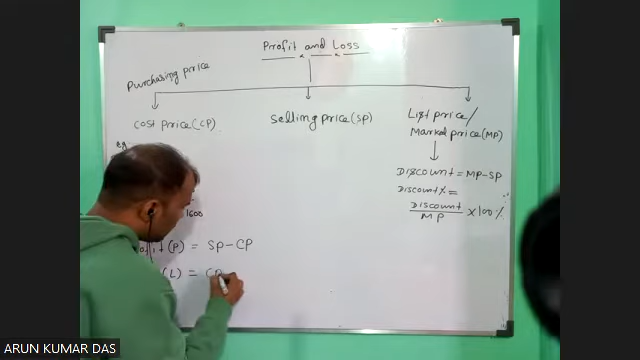 Profit and Loss
Purchasing price
Cost price (CP)
Selling price (SP)
List price/
Marked price (MP)
Discount = MP-SP
Discount % =
Discount
MP
×100%
e.g
1600
(P) = SP-CP
(L) = CP
ARUN KUMAR DAS